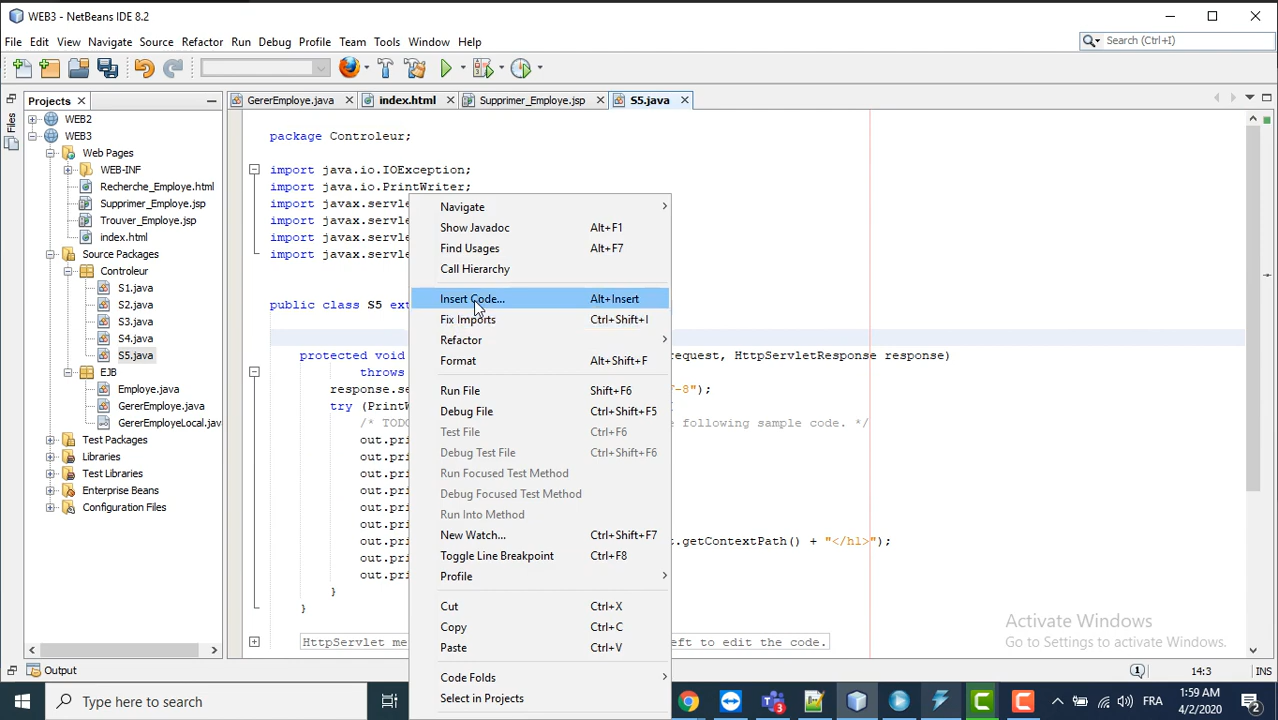 WEB3 - NetBeans IDE 8.2
File Edit View Navigate Source Refactor Run Debug Profile Team Tools Window Help
Search (Ctrl+I)
Projects
GererEmploye.java
index.html
Supprimer_Employe.jsp
S5.java
Files
WEB2
WEB3
Web Pages
WEB-INF
Recherche_Employe.html
Supprimer_Employe.jsp
Trouver_Employe.jsp
index.html
Source Packages
Controleur
S1.java
S2.java
S3.java
S4.java
S5.java
EJB
Employe.java
GererEmploye.java
GererEmployeLocal.jav
Test Packages
Libraries
Test Libraries
Enterprise Beans
Configuration Files
package Controleur;
import java.io.IOException;
import java.io.PrintWriter;
import javax.servle
import javax.servle
import javax.servle
import javax.servle
public class S5 ext
protected void request, HttpServletResponse response)
throws
response.se -8");
try (PrintW
/* TODO e following sample code. */
out.pri
out.pri
out.pri
out.pri
out.pri
out.pri
out.pri t.getContextPath() + "</h1>");
out.pri
out.pri
}
}
HttpServlet me eft to edit the code.
Navigate
Show Javadoc Alt+F1
Find Usages Alt+F7
Call Hierarchy
Insert Code... Alt+Insert
Fix Imports Ctrl+Shift+I
Refactor
Format Alt+Shift+F
Run File Shift+F6
Debug File Ctrl+Shift+F5
Test File Ctrl+F6
Debug Test File Ctrl+Shift+F6
Run Focused Test Method
Debug Focused Test Method
Run Into Method
New Watch... Ctrl+Shift+F7
Toggle Line Breakpoint Ctrl+F8
Profile
Cut Ctrl+X
Copy Ctrl+C
Paste Ctrl+V
Code Folds
Select in Projects
Activate Windows
Go to Settings to activate Windows.
Output
1
14:3
INS
Type here to search
FRA
1:59 AM
4/2/2020
2